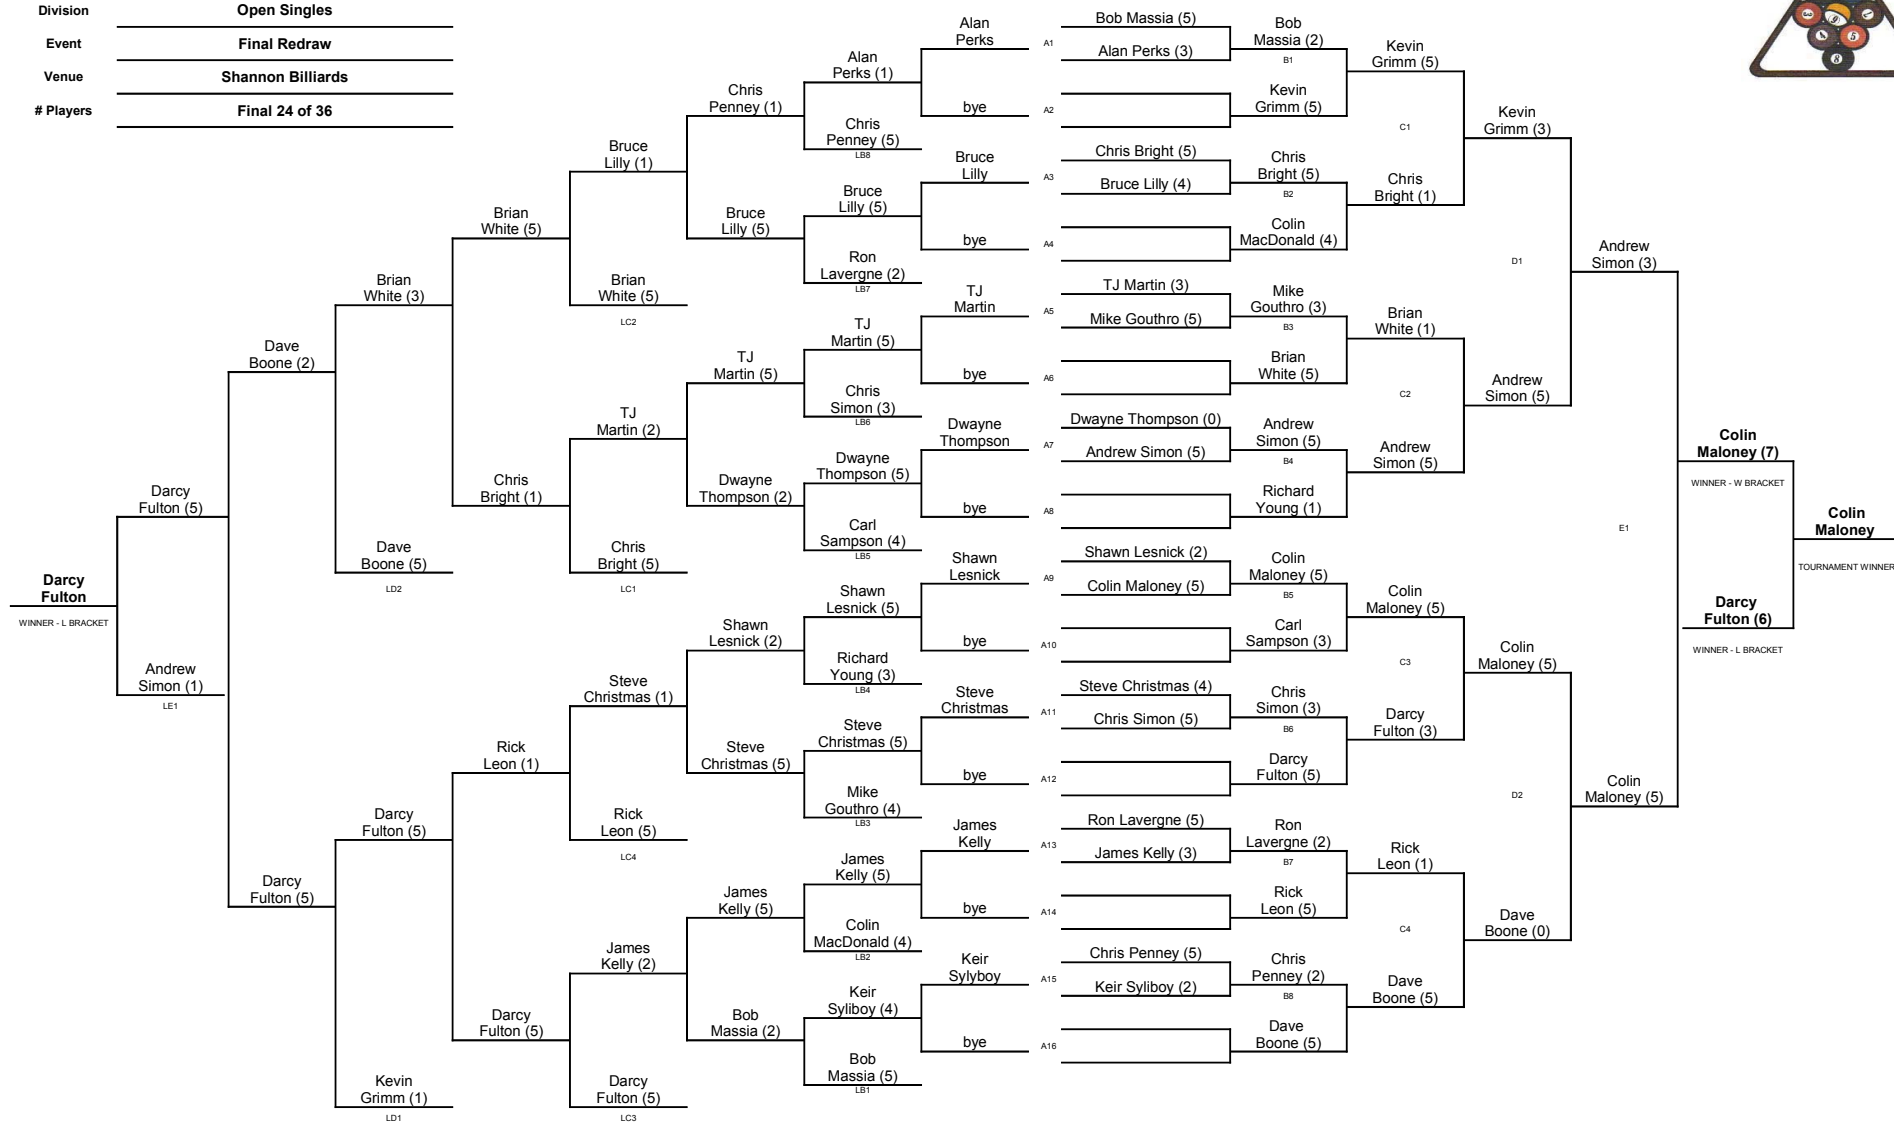 Division
Open Singles
Event
Final Redraw
Venue
Shannon Billiards
# Players
Final 24 of 36
Darcy
Fulton
WINNER - L BRACKET
Darcy
Fulton (5)
Andrew
Simon (1)
LE1
Dave
Boone (2)
Darcy
Fulton (5)
Brian
White (3)
Dave
Boone (5)
LD2
Darcy
Fulton (5)
Kevin
Grimm (1)
LD1
Brian
White (5)
Chris
Bright (1)
Rick
Leon (1)
Darcy
Fulton (5)
Bruce
Lilly (1)
Brian
White (5)
LC2
TJ
Martin (2)
Chris
Bright (5)
LC1
Steve
Christmas (1)
Rick
Leon (5)
LC4
James
Kelly (2)
Darcy
Fulton (5)
LC3
Chris
Penney (1)
Bruce
Lilly (5)
TJ
Martin (5)
Dwayne
Thompson (2)
Shawn
Lesnick (2)
Steve
Christmas (5)
James
Kelly (5)
Bob
Massia (2)
Alan
Perks (1)
Chris
Penney (5)
LB8
Bruce
Lilly (5)
Ron
Lavergne (2)
LB7
TJ
Martin (5)
Chris
Simon (3)
LB6
Dwayne
Thompson (5)
Carl
Sampson (4)
LB5
Shawn
Lesnick (5)
Richard
Young (3)
LB4
Steve
Christmas (5)
Mike
Gouthro (4)
LB3
James
Kelly (5)
Colin
MacDonald (4)
LB2
Keir
Syliboy (4)
Bob
Massia (5)
LB1
Alan
Perks
bye
Bruce
Lilly
bye
TJ
Martin
bye
Dwayne
Thompson
bye
Shawn
Lesnick
bye
Steve
Christmas
bye
James
Kelly
bye
Keir
Sylyboy
bye
A1
A2
A3
A4
A5
A6
A7
A8
A9
A10
A11
A12
A13
A14
A15
A16
Bob Massia (5)
Alan Perks (3)
Chris Bright (5)
Bruce Lilly (4)
TJ Martin (3)
Mike Gouthro (5)
Dwayne Thompson (0)
Andrew Simon (5)
Shawn Lesnick (2)
Colin Maloney (5)
Steve Christmas (4)
Chris Simon (5)
Ron Lavergne (5)
James Kelly (3)
Chris Penney (5)
Keir Syliboy (2)
Bob
Massia (2)
B1
Kevin
Grimm (5)
Chris
Bright (5)
B2
Colin
MacDonald (4)
Mike
Gouthro (3)
B3
Brian
White (5)
Andrew
Simon (5)
B4
Richard
Young (1)
Colin
Maloney (5)
B5
Carl
Sampson (3)
Chris
Simon (3)
B6
Darcy
Fulton (5)
Ron
Lavergne (2)
B7
Rick
Leon (5)
Chris
Penney (2)
B8
Dave
Boone (5)
Kevin
Grimm (5)
C1
Chris
Bright (1)
Brian
White (1)
C2
Andrew
Simon (5)
Colin
Maloney (5)
C3
Darcy
Fulton (3)
Rick
Leon (1)
C4
Dave
Boone (5)
Kevin
Grimm (3)
D1
Andrew
Simon (5)
Colin
Maloney (5)
D2
Dave
Boone (0)
Andrew
Simon (3)
E1
Colin
Maloney (5)
Colin
Maloney (7)
WINNER - W BRACKET
Darcy
Fulton (6)
WINNER - L BRACKET
Colin
Maloney
TOURNAMENT WINNER